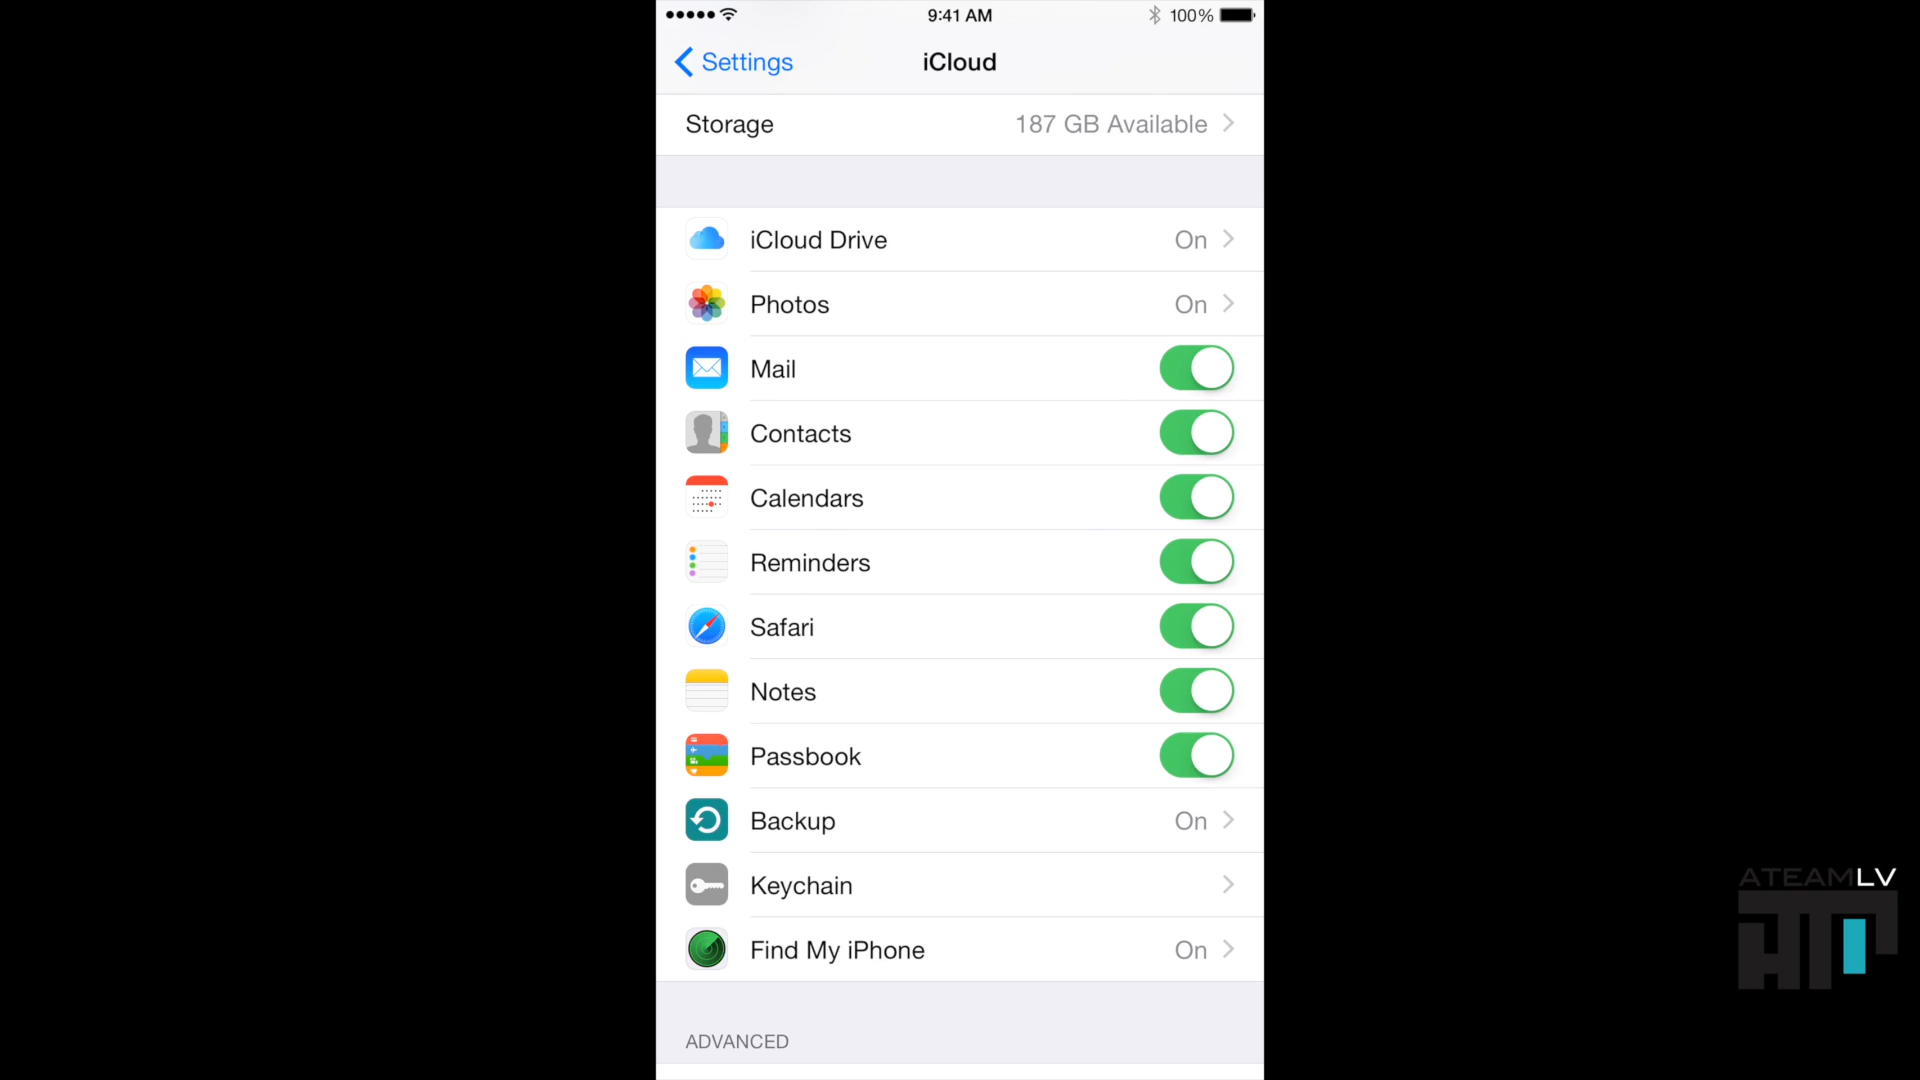 9:41 AM 100%
Settings iCloud
Storage 187 GB Available
iCloud Drive On
Photos On
Mail
Contacts
Calendars
Reminders
Safari
Notes
Passbook
Backup On
Keychain
Find My iPhone On
ADVANCED
ATEAMLV